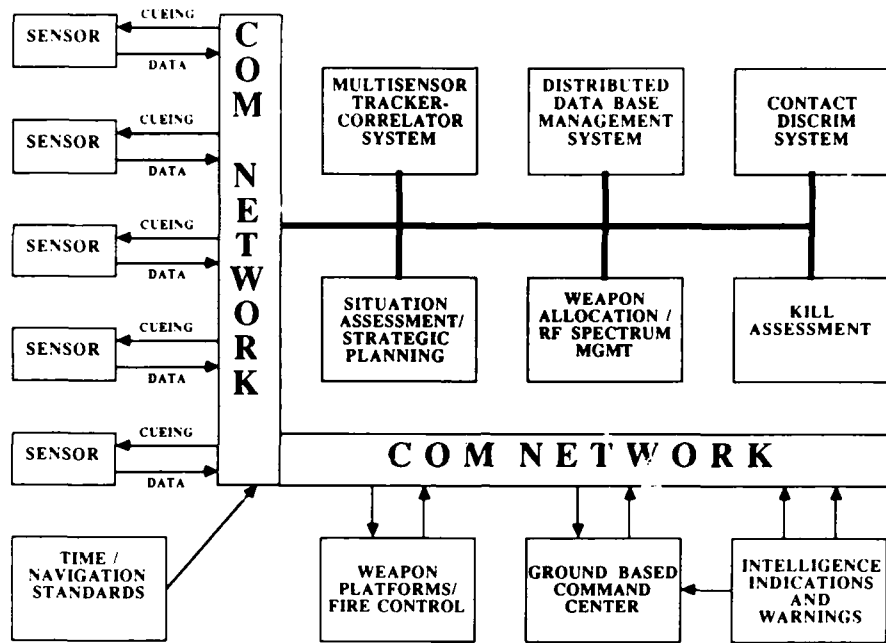 CUEING
SENSOR
DATA
CUEING
SENSOR
DATA
CUEING
SENSOR
DATA
CUEING
SENSOR
DATA
CUEING
SENSOR
DATA
COM NETWORK
MULTISENSOR
TRACKER-
CORRELATOR
SYSTEM
DISTRIBUTED
DATA BASE
MANAGEMENT
SYSTEM
CONTACT
DISCRIM
SYSTEM
SITUATION
ASSESSMENT/
STRATEGIC
PLANNING
WEAPON
ALLOCATION /
RF SPECTRUM
MGMT
KILL
ASSESSMENT
COM NETWORK
TIME /
NAVIGATION
STANDARDS
WEAPON
PLATFORMS/
FIRE CONTROL
GROUND BASED
COMMAND
CENTER
INTELLIGENCE
INDICATIONS
AND
WARNINGS